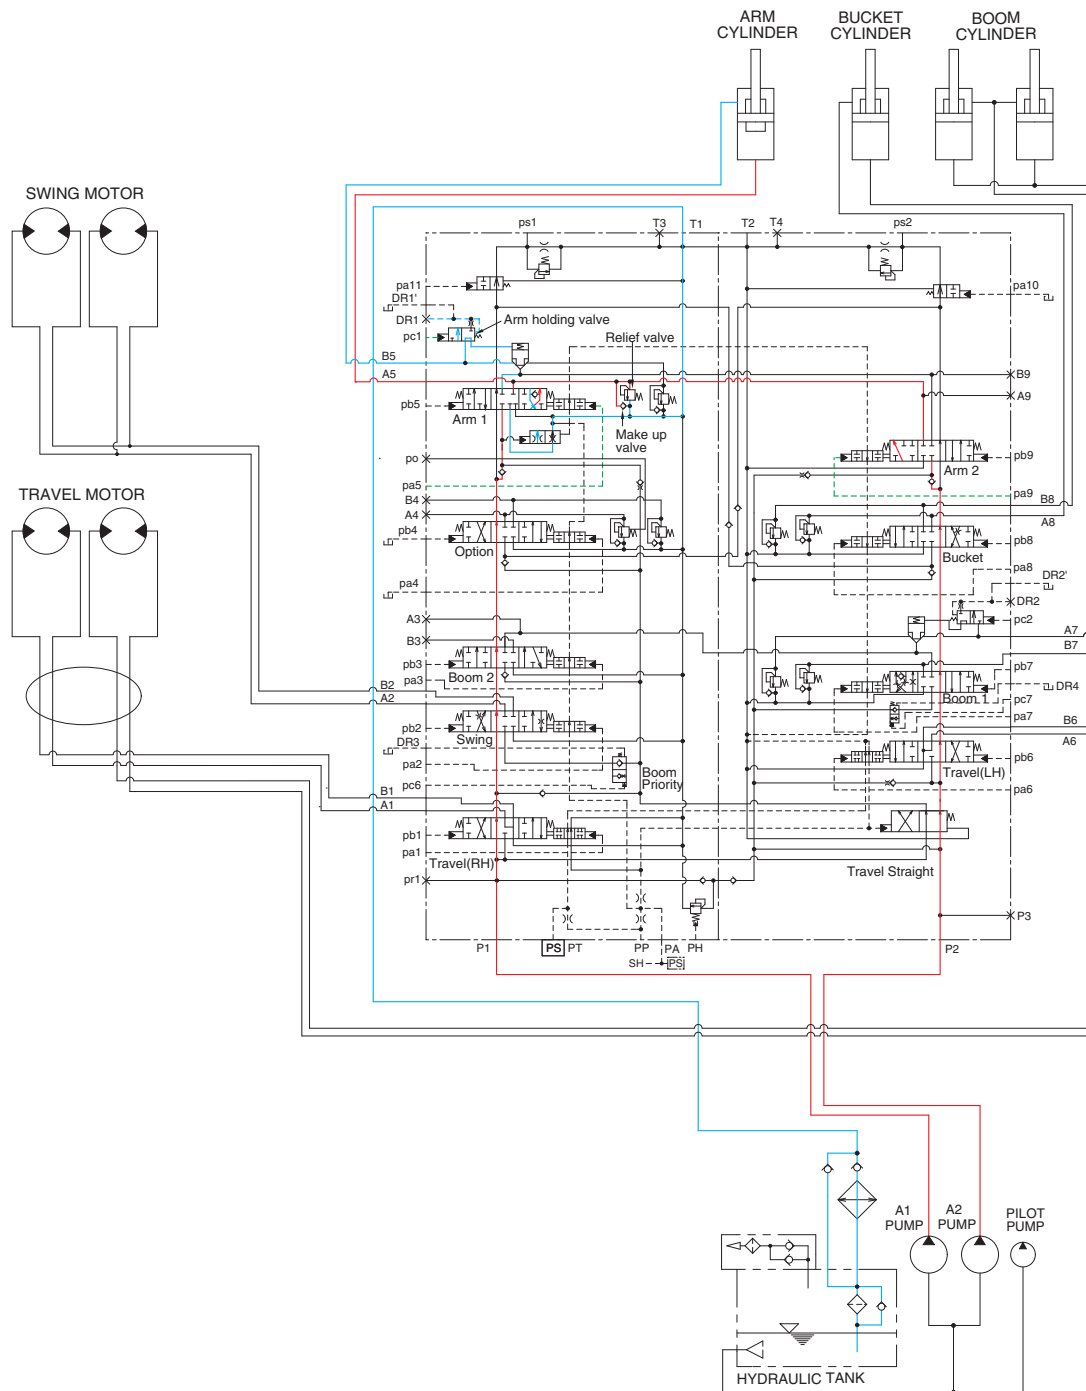 ARM
CYLINDER
BUCKET
CYLINDER
BOOM
CYLINDER
SWING MOTOR
TRAVEL MOTOR
ps1
T3
T1
T2
T4
ps2
pa11
pa10
DR1'
DR1
Arm holding valve
pc1
Relief valve
B5
A5
B9
A9
pb5
Arm 1
Make up
valve
po
pb9
Arm 2
pa5
pa9
B4
B8
A4
A8
pb4
Option
pb8
Bucket
pa4
pa8
DR2'
DR2
A3
pc2
A7
B3
B7
pb3
pa3
Boom 2
pb7
DR4
Boom 1
B2
A2
pc7
pa7
pb2
Swing
B6
A6
DR3
pa2
Boom
Priority
pb6
Travel(LH)
pc6
pa6
B1
A1
pb1
Travel(RH)
pa1
Travel Straight
pr1
P3
P1
PS
PT
PP
PA
PH
P2
SH
PS
A1
PUMP
A2
PUMP
PILOT
PUMP
HYDRAULIC TANK